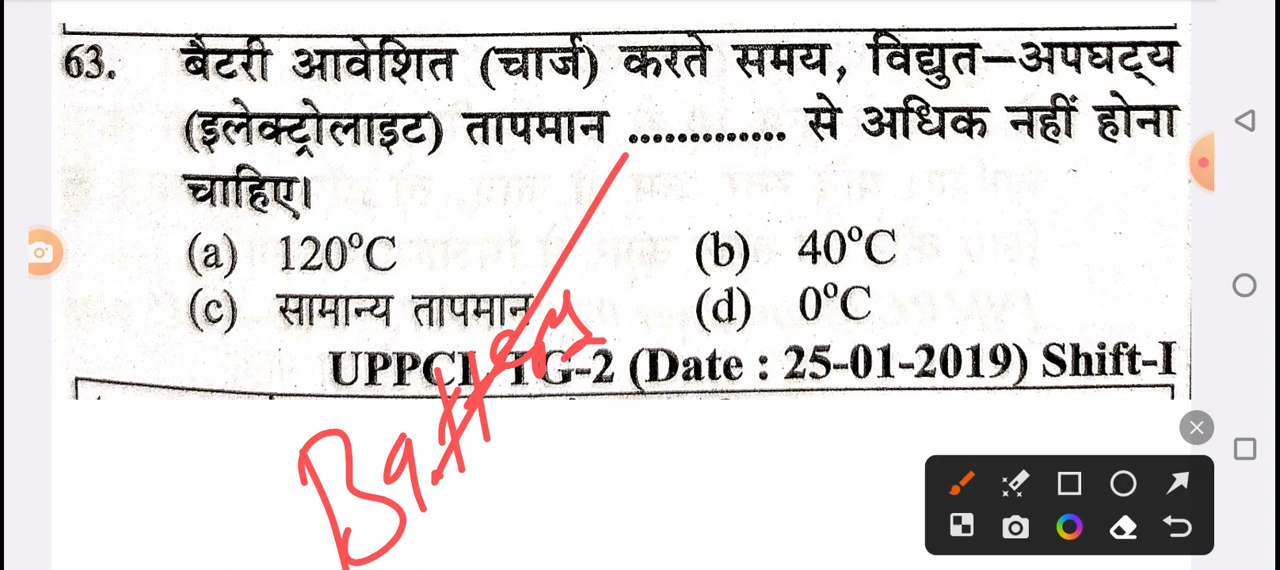 63. बैटरी आवेशित (चार्ज) करते समय, विद्युत–अपघट्य
(इलेक्ट्रोलाइट) तापमान ............. से अधिक नहीं होना
चाहिए।
(a) 120°C (b) 40°C
(c) सामान्य तापमान (d) 0°C
UPPCL TG-2 (Date : 25-01-2019) Shift-I
Battery